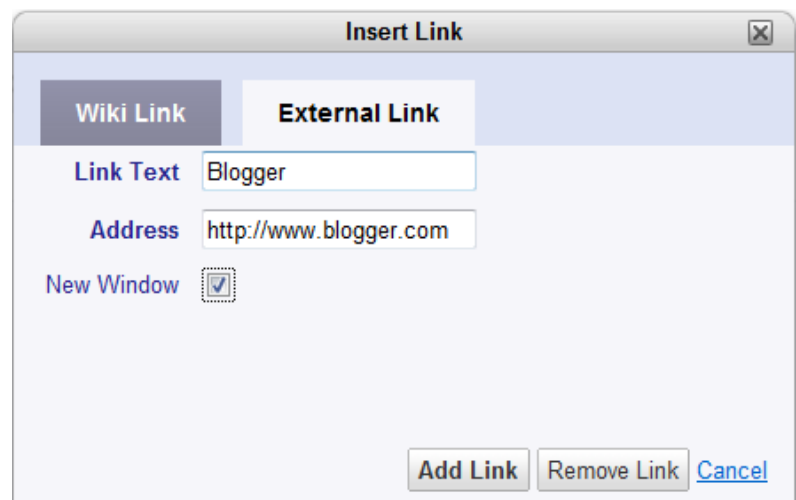 Insert Link
Wiki Link External Link
Link Text Blogger
Address http://www.blogger.com
New Window
Add Link Remove Link Cancel